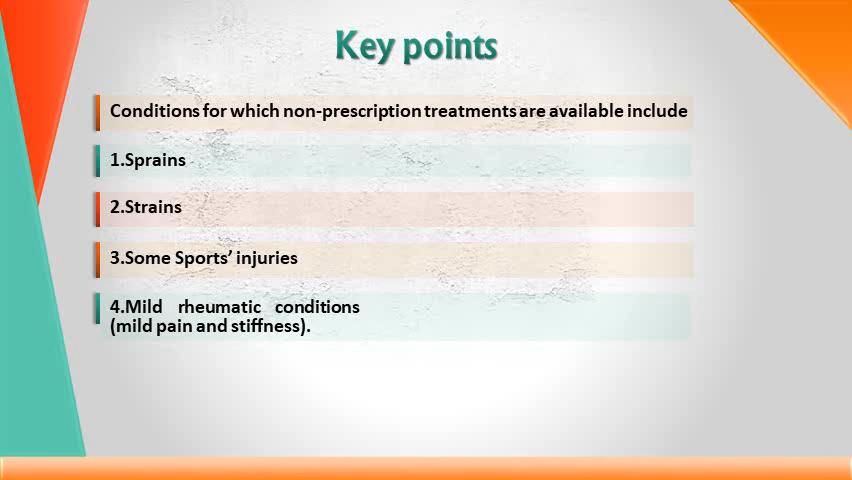 Key points
Conditions for which non-prescription treatments are available include
1.Sprains
2.Strains
3.Some Sports’ injuries
4.Mild rheumatic conditions
(mild pain and stiffness).